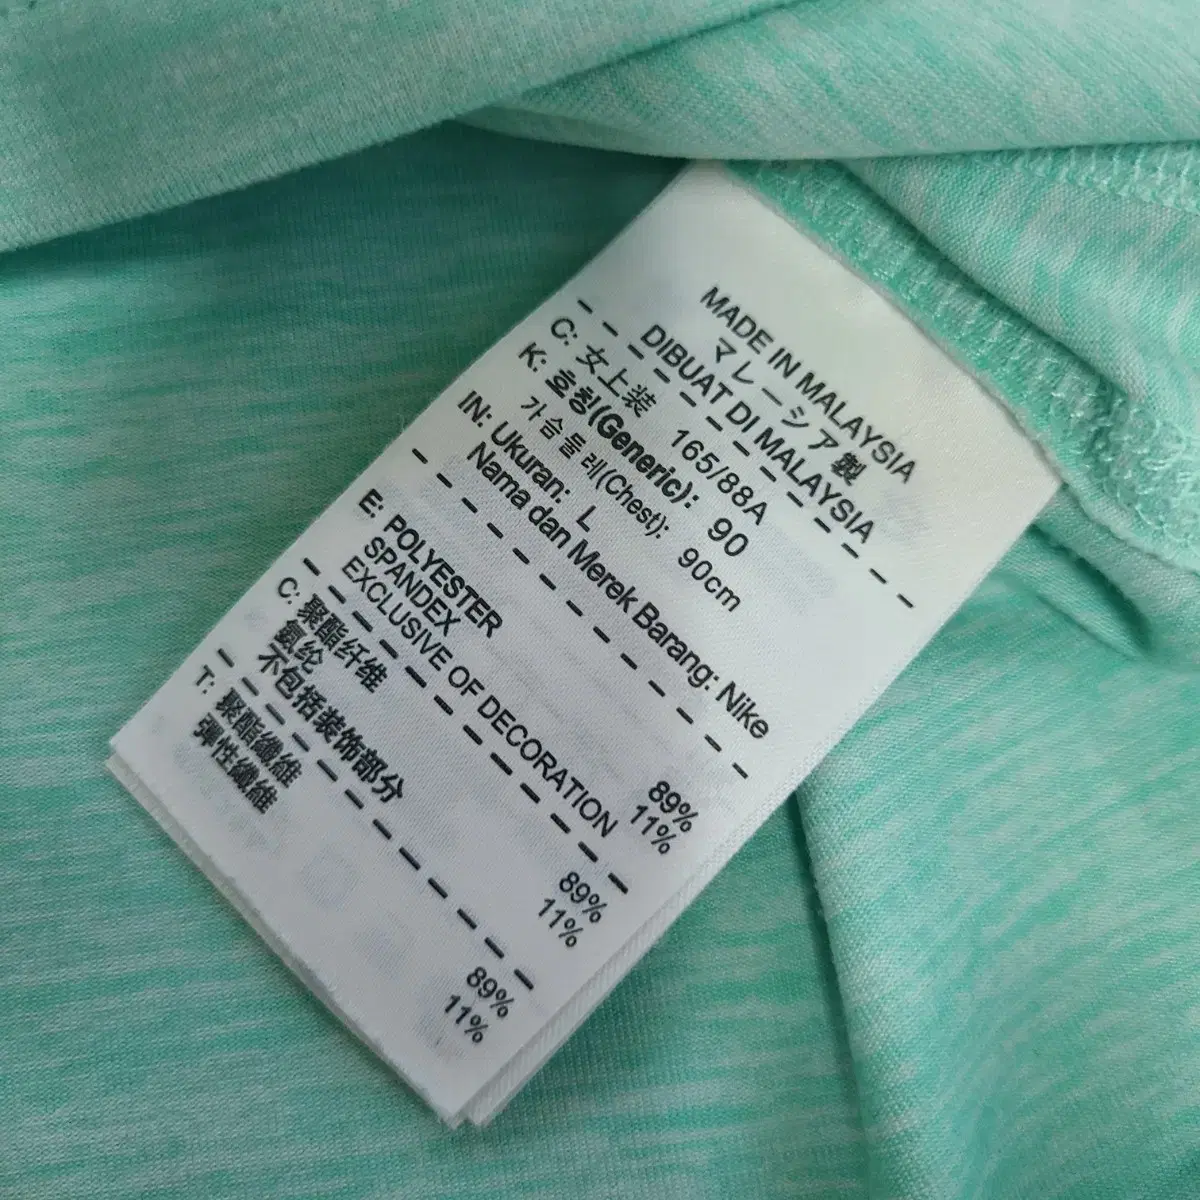 MADE IN MALAYSIA
マレーシア製
DIBUAT DI MALAYSIA
C: 女上装 165/88A
K: 호칭(Generic): 90
가슴둘레(Chest): 90cm
IN: Ukuran: L
Nama dan Merek Barang: Nike
E: POLYESTER 89%
SPANDEX 11%
EXCLUSIVE OF DECORATION
C: 聚酯纤维 89%
氨纶 11%
不包括装饰部分
T: 聚酯纖維 89%
彈性纖維 11%